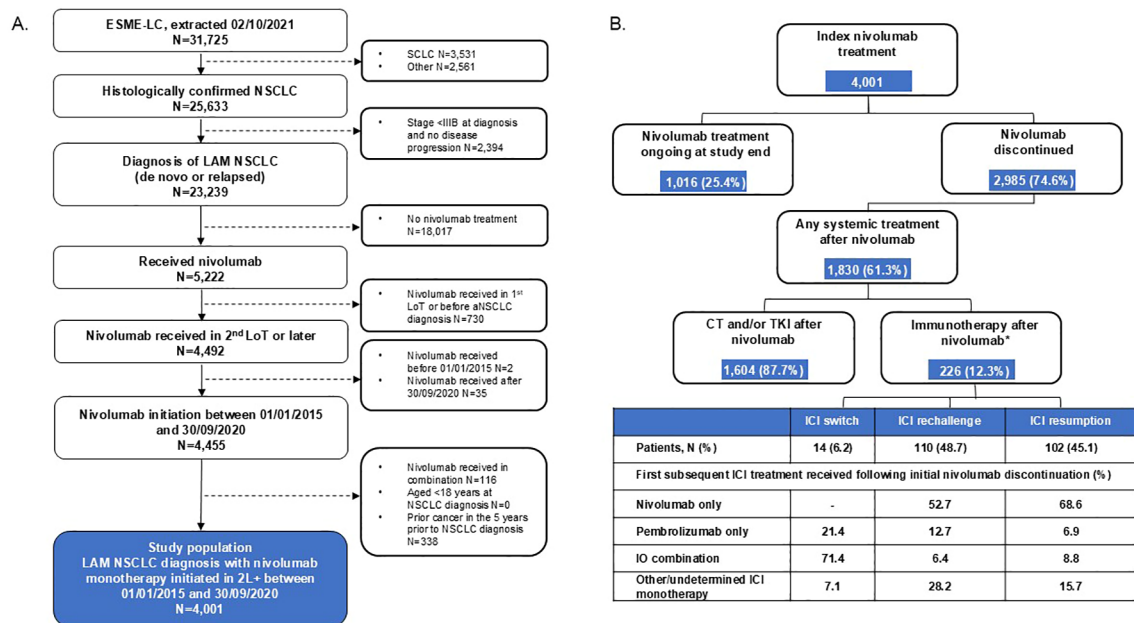 A.
ESME-LC, extracted 02/10/2021
N=31,725
• SCLC N=3,531
• Other N=2,561
Histologically confirmed NSCLC
N=25,633
• Stage <IIIB at diagnosis
and no disease
progression N=2,394
Diagnosis of LAM NSCLC
(de novo or relapsed)
N=23,239
• No nivolumab treatment
N=18,017
Received nivolumab
N=5,222
• Nivolumab received in 1st
LoT or before aNSCLC
diagnosis N=730
Nivolumab received in 2nd LoT or later
N=4,492
• Nivolumab received
before 01/01/2015 N=2
• Nivolumab received after
30/09/2020 N=35
Nivolumab initiation between 01/01/2015
and 30/09/2020
N=4,455
• Nivolumab received in
combination N=116
• Aged <18 years at
NSCLC diagnosis N=0
• Prior cancer in the 5 years
prior to NSCLC diagnosis
N=338
Study population
LAM NSCLC diagnosis with nivolumab
monotherapy initiated in 2L+ between
01/01/2015 and 30/09/2020
N=4,001
B.
Index nivolumab
treatment
4,001
Nivolumab treatment
ongoing at study end
1,016 (25.4%)
Nivolumab
discontinued
2,985 (74.6%)
Any systemic treatment
after nivolumab
1,830 (61.3%)
CT and/or TKI after
nivolumab
1,604 (87.7%)
Immunotherapy after
nivolumab*
226 (12.3%)
ICI switch ICI rechallenge ICI resumption
Patients, N (%) 14 (6.2) 110 (48.7) 102 (45.1)
First subsequent ICI treatment received following initial nivolumab discontinuation (%)
Nivolumab only - 52.7 68.6
Pembrolizumab only 21.4 12.7 6.9
IO combination 71.4 6.4 8.8
Other/undetermined ICI
monotherapy 7.1 28.2 15.7